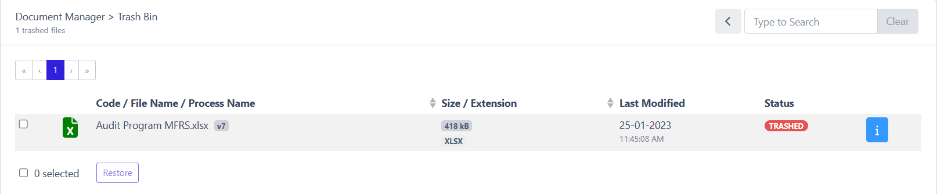 Document Manager > Trash Bin
1 trashed files
Type to Search
Clear
« ‹ 1 › »
Code / File Name / Process Name Size / Extension Last Modified Status
Audit Program MFRS.xlsx v7 418 kB 25-01-2023 TRASHED
XLSX 11:45:08 AM
0 selected Restore